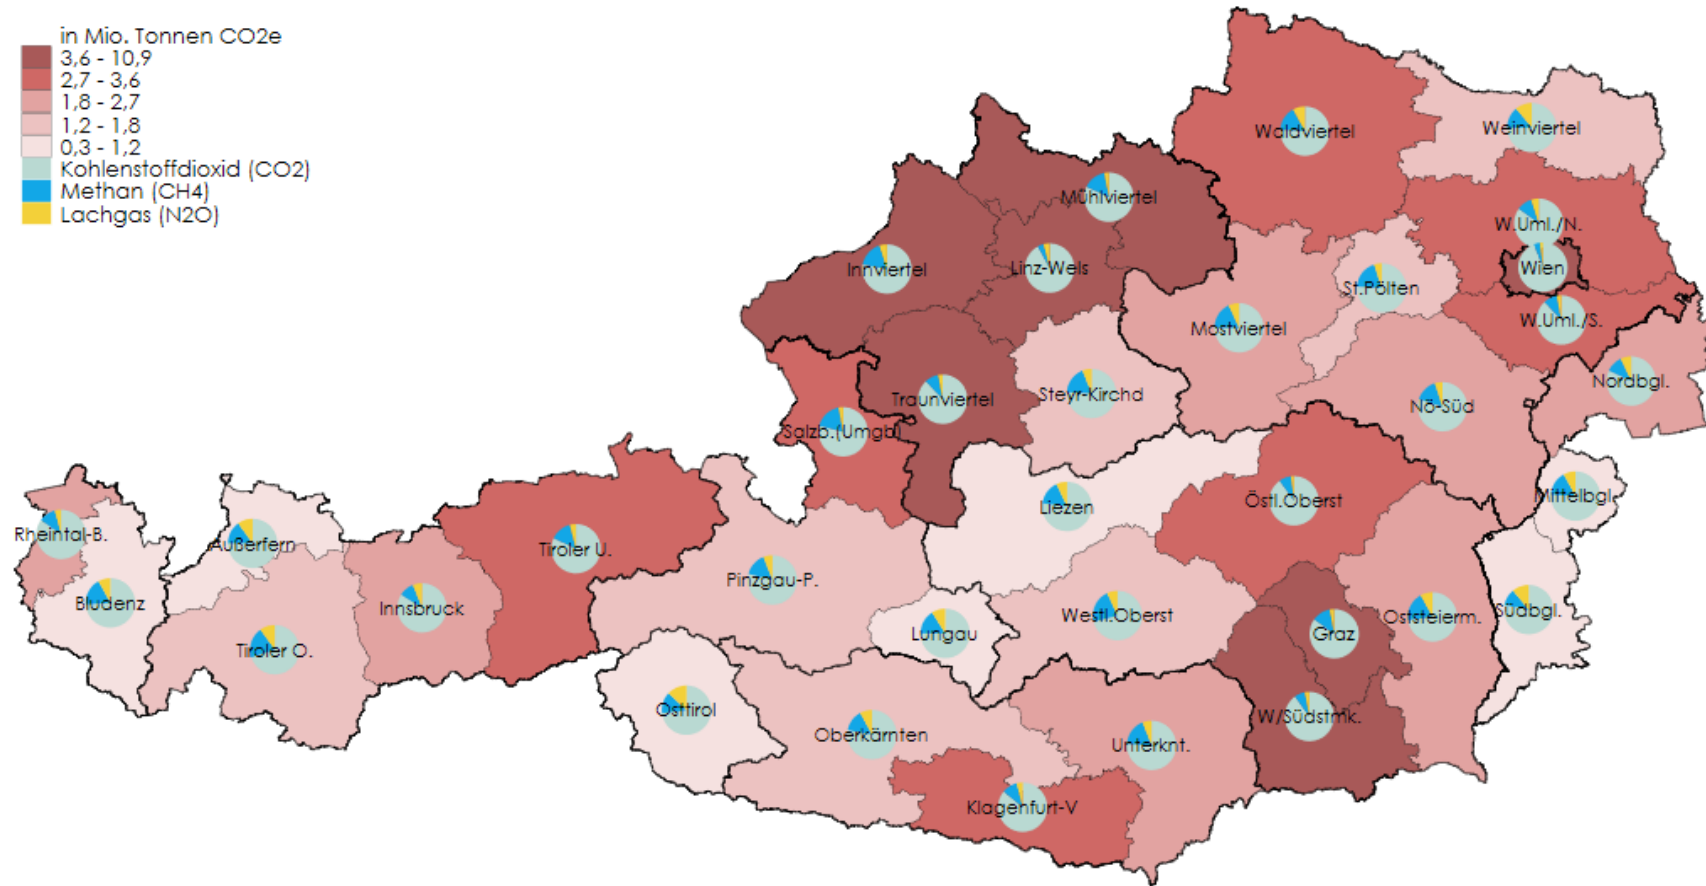 in Mio. Tonnen CO2e
3,6 - 10,9
2,7 - 3,6
1,8 - 2,7
1,2 - 1,8
0,3 - 1,2
Kohlenstoffdioxid (CO2)
Methan (CH4)
Lachgas (N2O)
Waldviertel
Weinviertel
Mühlviertel
W.Uml./N.
Innviertel
Linz-Wels
Wien
St.Pölten
Mostviertel
W.Uml./S.
Nordbgl.
Traunviertel
Steyr-Kirchd
Nö-Süd
Salzb.(Umgb)
Mittelbgl.
Liezen
Östl.Oberst
Rheintal-B.
Außerfern
Tiroler U.
Pinzgau-P.
Bludenz
Innsbruck
Westl.Oberst
Oststeierm.
Südbgl.
Lungau
Graz
Tiroler O.
Osttirol
W/Südstmk.
Oberkärnten
Unterknt.
Klagenfurt-V